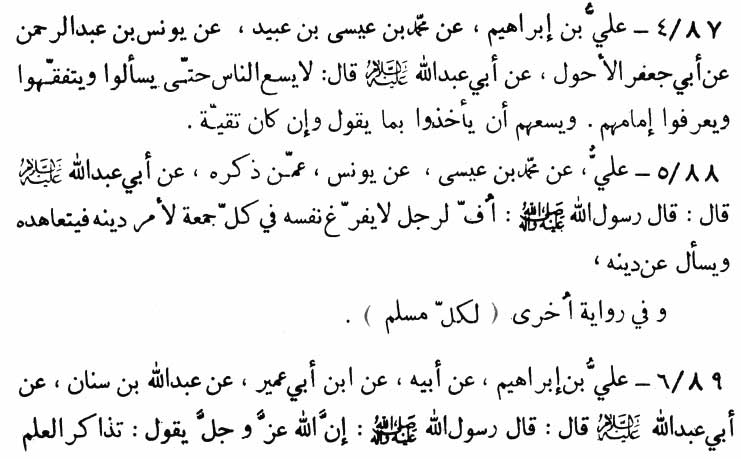 ٤/٨٧ – عليُّ بن إبراهيم ، عن محمّدبن عيسى بن عبيد ، عن يونس‌بن عبدالرحمن
عن أبي جعفر الأحول ، عن أبي عبدالله عليه‌السلام قال: لايسع الناس حتّى يسألوا ويتفقّهوا
ويعرفوا إمامهم . ويسعهم أن يأخذوا بما يقول وإن كان تقيّة .
٥/٨٨ – عليُّ، عن محمّدبن عيسى ، عن يونس ، عمّن ذكره ، عن أبي عبدالله عليه‌السلام
قال : قال رسول الله صلى‌الله‌عليه‌وآله : اُفّ لرجل لايفرّغ نفسه في كلّ جمعة لأمر دينه فيتعاهده
ويسأل عن دينه ،
و في رواية اُخرى ( لكلّ مسلم ) .
٦/٨٩ – عليُّ بن إبراهيم ، عن أبيه ، عن ابن أبي عمير ، عن عبدالله بن سنان ، عن
أبي عبدالله عليه‌السلام قال : قال رسول الله صلى‌الله‌عليه‌وآله : إنَّ الله عزَّ و جلَّ يقول : تذاكر العلم